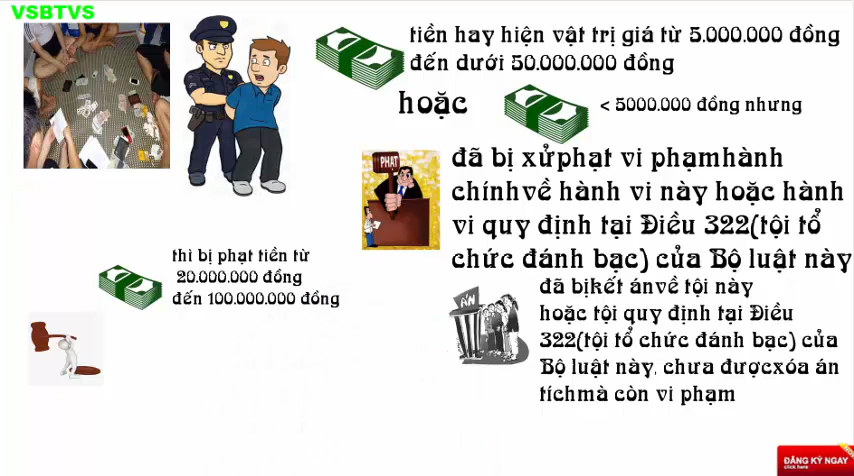 VSBTVS
tiền hay hiện vật trị giá từ 5.000.000 đồng
đến dưới 50.000.000 đồng
hoặc
< 5000.000 đồng nhưng
PHẠT
đã bị xửphạt vi phạmhành
chínhvề hành vi này hoặc hành
vi quy định tại Điều 322(tội tổ
chức đánh bạc) của Bộ luật này
thì bị phạt tiền từ
20.000.000 đồng
đến 100.000.000 đồng
ÁN
đã bịkết ánvề tội này
hoặc tội quy định tại Điều
322(tội tổ chức đánh bạc) của
Bộ luật này, chưa đượcxóa án
tíchmà còn vi phạm
ĐĂNG KÝ NGAY
click here